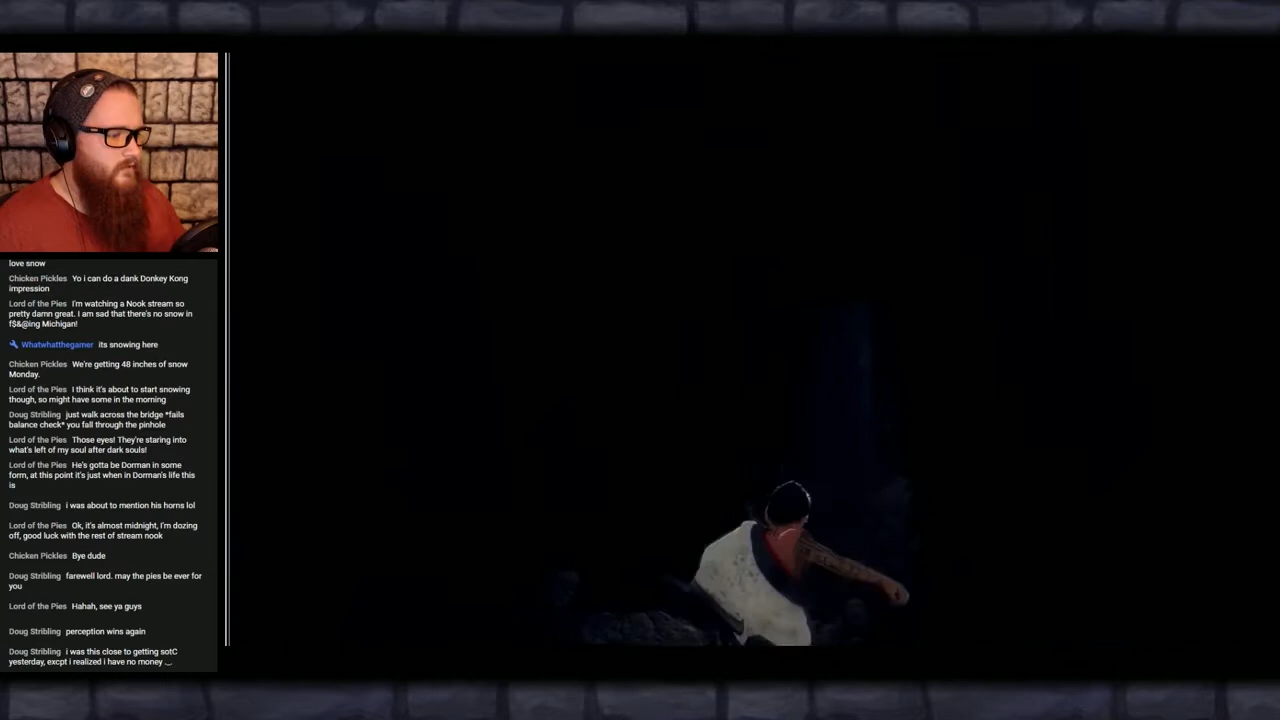 love snow
Chicken Pickles Yo i can do a dank Donkey Kong
impression
Lord of the Pies I'm watching a Nook stream so
pretty damn great. I am sad that there's no snow in
f$&@ing Michigan!
Whatwhatthegamer its snowing here
Chicken Pickles We're getting 48 inches of snow
Monday.
Lord of the Pies I think it's about to start snowing
though, so might have some in the morning
Doug Stribling just walk across the bridge *fails
balance check* you fall through the pinhole
Lord of the Pies Those eyes! They're staring into
what's left of my soul after dark souls!
Lord of the Pies He's gotta be Dorman in some
form, at this point it's just when in Dorman's life this
is
Doug Stribling i was about to mention his horns lol
Lord of the Pies Ok, it's almost midnight, I'm dozing
off, good luck with the rest of stream nook
Chicken Pickles Bye dude
Doug Stribling farewell lord. may the pies be ever for
you
Lord of the Pies Hahah, see ya guys
Doug Stribling perception wins again
Doug Stribling i was this close to getting sotC
yesterday, excpt i realized i have no money ._.